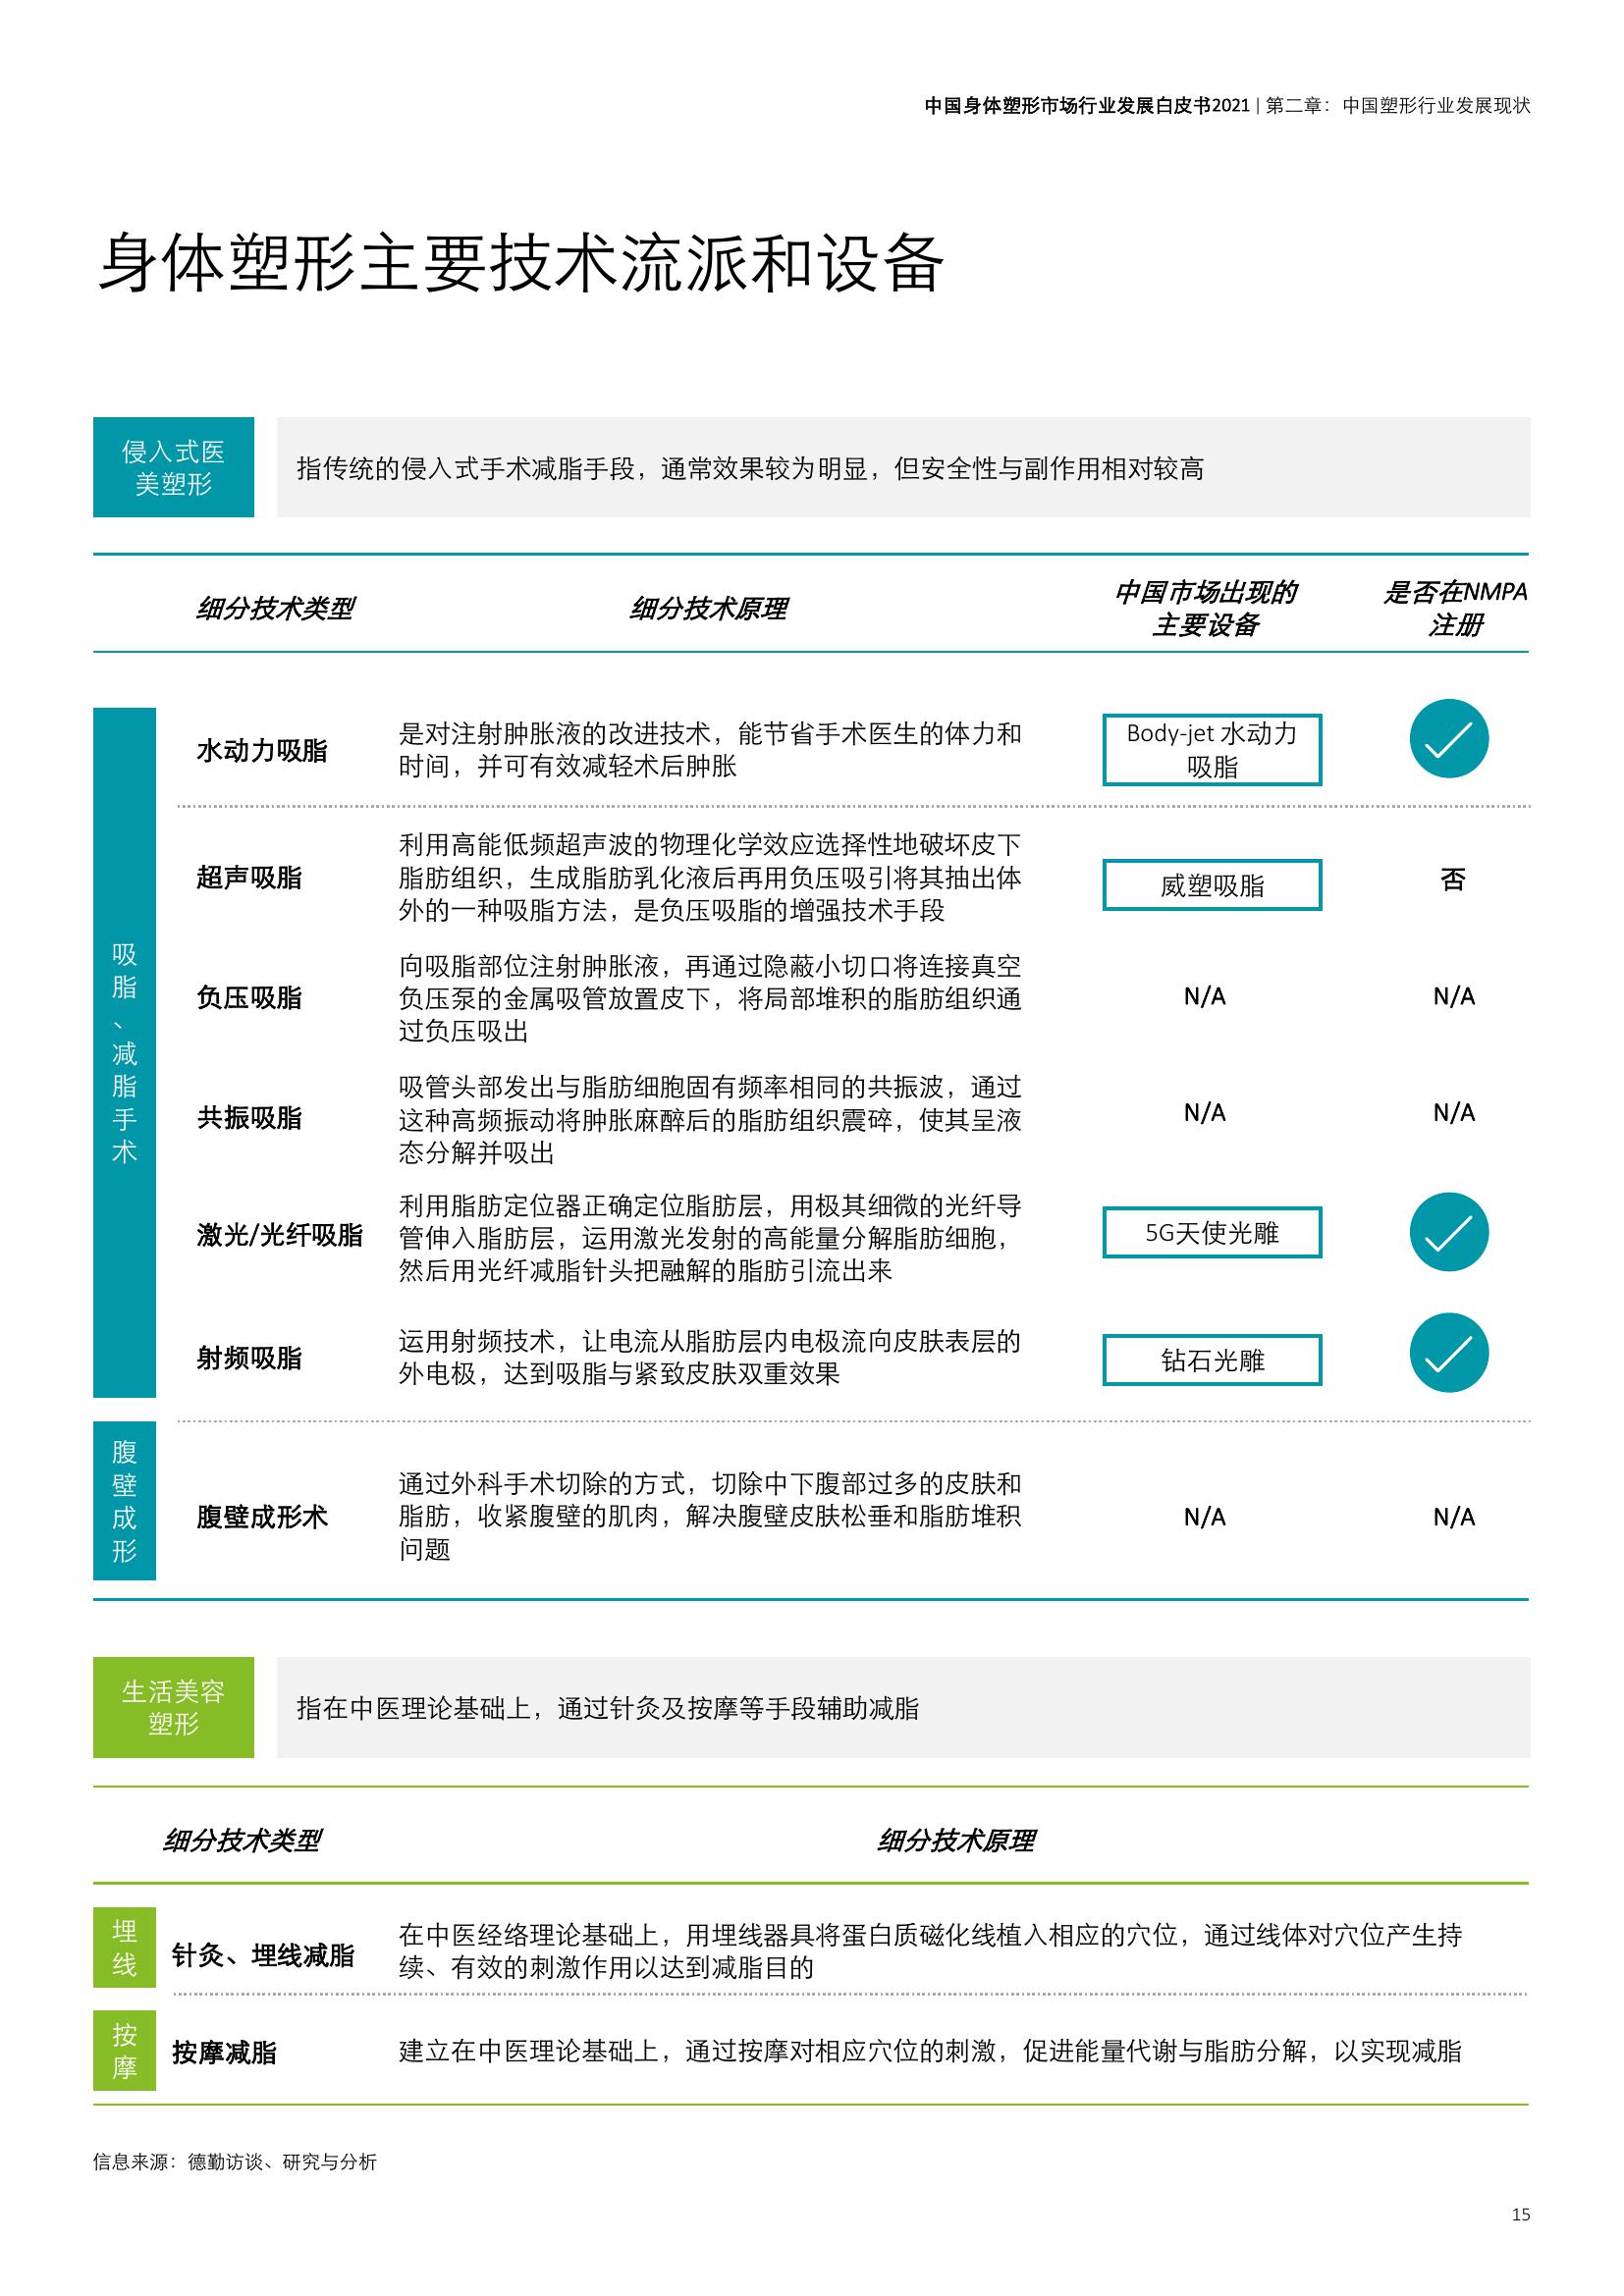 中国身体塑形市场行业发展白皮书2021 | 第二章：中国塑形行业发展现状
身体塑形主要技术流派和设备
侵入式医
美塑形
指传统的侵入式手术减脂手段，通常效果较为明显，但安全性与副作用相对较高
细分技术类型
细分技术原理
中国市场出现的
主要设备
是否在NMPA
注册
吸脂、减脂手术
水动力吸脂
是对注射肿胀液的改进技术，能节省手术医生的体力和
时间，并可有效减轻术后肿胀
Body-jet 水动力
吸脂
超声吸脂
利用高能低频超声波的物理化学效应选择性地破坏皮下
脂肪组织，生成脂肪乳化液后再用负压吸引将其抽出体
外的一种吸脂方法，是负压吸脂的增强技术手段
威塑吸脂
否
负压吸脂
向吸脂部位注射肿胀液，再通过隐蔽小切口将连接真空
负压泵的金属吸管放置皮下，将局部堆积的脂肪组织通
过负压吸出
N/A
N/A
共振吸脂
吸管头部发出与脂肪细胞固有频率相同的共振波，通过
这种高频振动将肿胀麻醉后的脂肪组织震碎，使其呈液
态分解并吸出
N/A
N/A
激光/光纤吸脂
利用脂肪定位器正确定位脂肪层，用极其细微的光纤导
管伸入脂肪层，运用激光发射的高能量分解脂肪细胞，
然后用光纤减脂针头把融解的脂肪引流出来
5G天使光雕
射频吸脂
运用射频技术，让电流从脂肪层内电极流向皮肤表层的
外电极，达到吸脂与紧致皮肤双重效果
钻石光雕
腹壁成形
腹壁成形术
通过外科手术切除的方式，切除中下腹部过多的皮肤和
脂肪，收紧腹壁的肌肉，解决腹壁皮肤松垂和脂肪堆积
问题
N/A
N/A
生活美容
塑形
指在中医理论基础上，通过针灸及按摩等手段辅助减脂
细分技术类型
细分技术原理
埋线
针灸、埋线减脂
在中医经络理论基础上，用埋线器具将蛋白质磁化线植入相应的穴位，通过线体对穴位产生持
续、有效的刺激作用以达到减脂目的
按摩
按摩减脂
建立在中医理论基础上，通过按摩对相应穴位的刺激，促进能量代谢与脂肪分解，以实现减脂
信息来源：德勤访谈、研究与分析
15